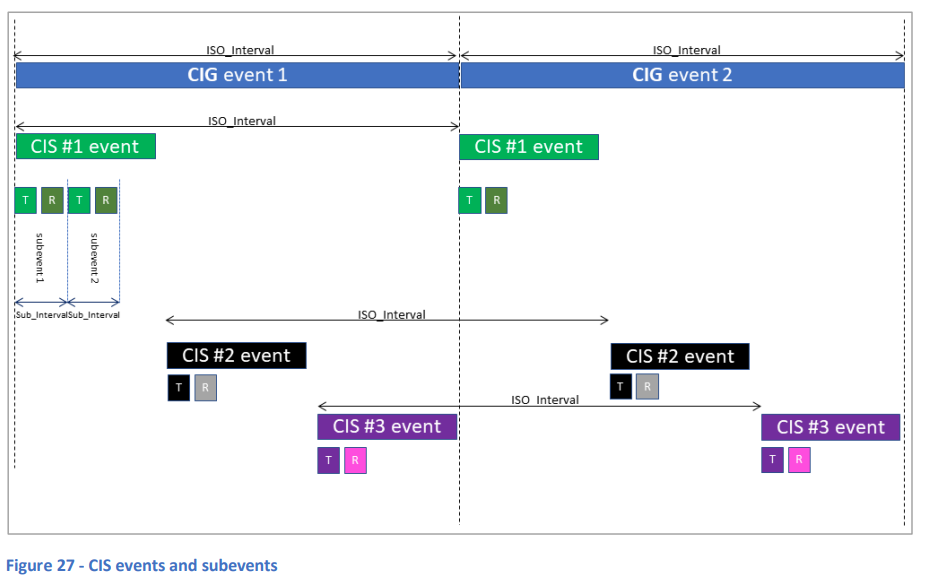 ISO_Interval
ISO_Interval
CIG event 1
CIG event 2
ISO_Interval
CIS #1 event
CIS #1 event
T R T R
T R
subevent 1
subevent 2
Sub_Interval
Sub_Interval
ISO_Interval
CIS #2 event
CIS #2 event
T R
T R
ISO Interval
CIS #3 event
CIS #3 event
T R
T R
Figure 27 - CIS events and subevents